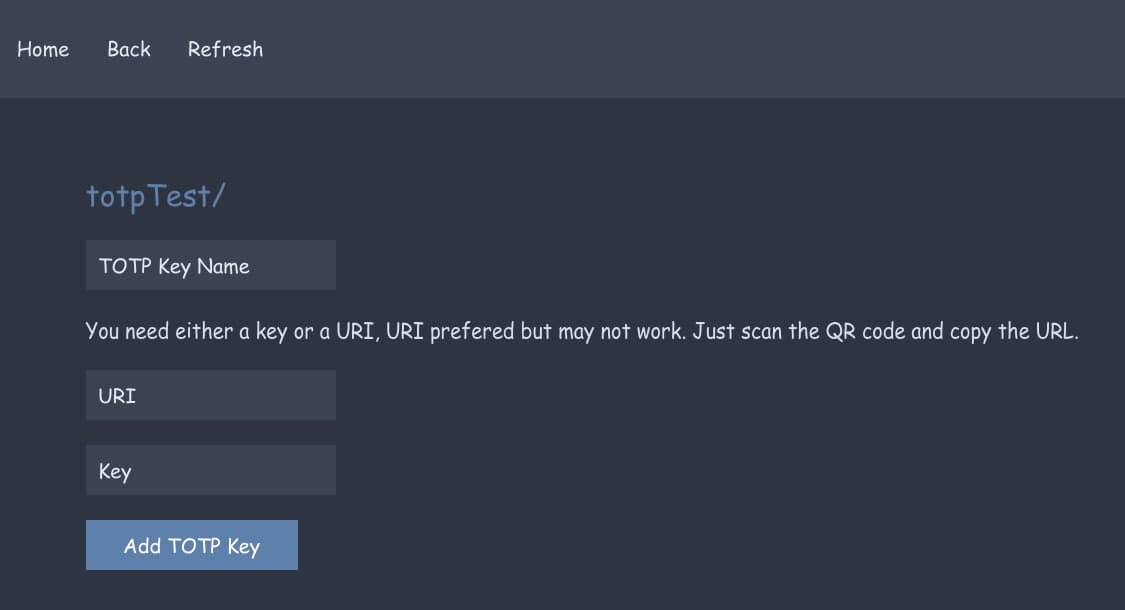 Home Back Refresh
totpTest/
TOTP Key Name
You need either a key or a URI, URI prefered but may not work. Just scan the QR code and copy the URL.
URI
Key
Add TOTP Key